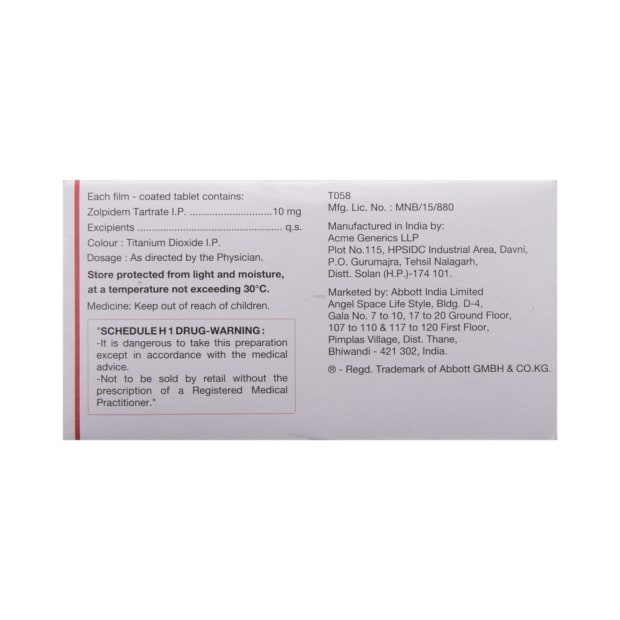 Each film - coated tablet contains:
Zolpidem Tartrate I.P. ............................10 mg
Excipients ................................................. q.s.
Colour : Titanium Dioxide I.P.
Dosage : As directed by the Physician.
Store protected from light and moisture,
at a temperature not exceeding 30°C.
Medicine: Keep out of reach of children.
"SCHEDULE H 1 DRUG-WARNING :
-It is dangerous to take this preparation
except in accordance with the medical
advice.
-Not to be sold by retail without the
prescription of a Registered Medical
Practitioner."
T058
Mfg. Lic. No. : MNB/15/880
Manufactured in India by:
Acme Generics LLP
Plot No.115, HPSIDC Industrial Area, Davni,
P.O. Gurumajra, Tehsil Nalagarh,
Distt. Solan (H.P.)-174 101.
Marketed by: Abbott India Limited
Angel Space Life Style, Bldg. D-4,
Gala No. 7 to 10, 17 to 20 Ground Floor,
107 to 110 & 117 to 120 First Floor,
Pimplas Village, Dist. Thane,
Bhiwandi - 421 302, India.
® - Regd. Trademark of Abbott GMBH & CO.KG.